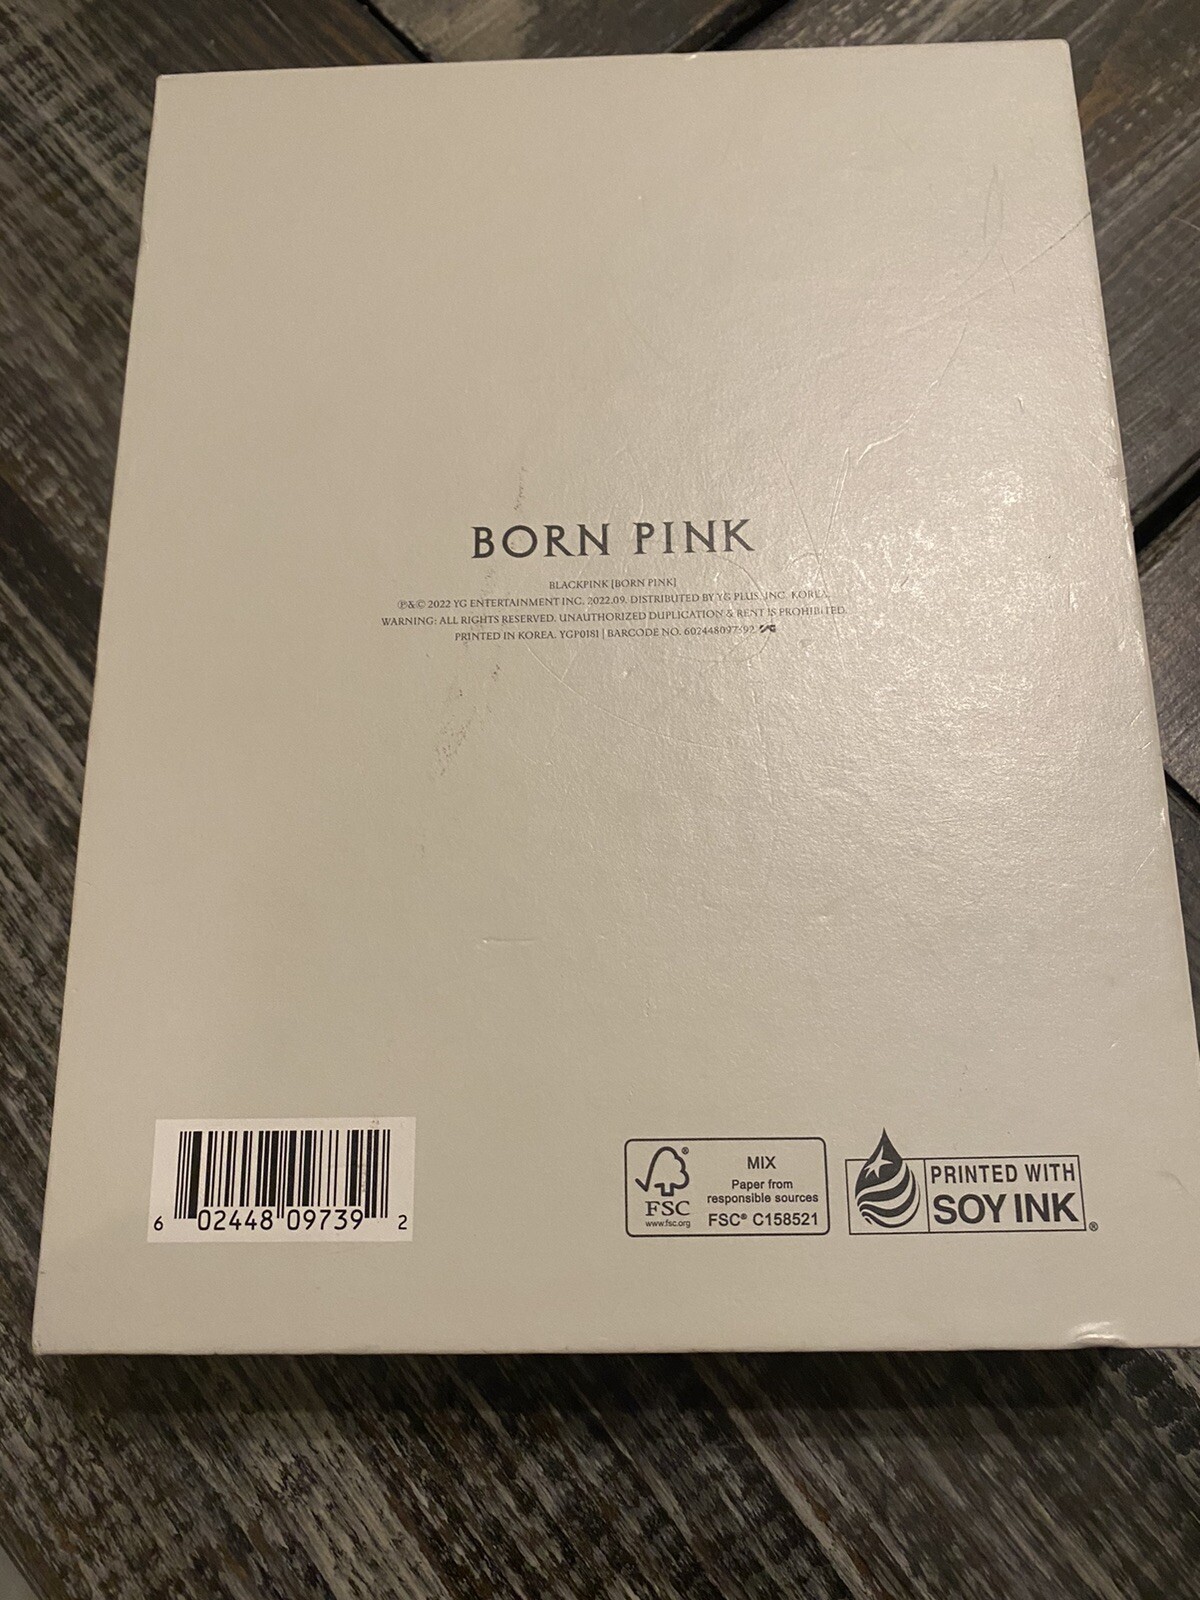 BORN PINK
BLACKPINK [BORN PINK]
℗&© 2022 YG ENTERTAINMENT INC. 2022.09. DISTRIBUTED BY YG PLUS, INC. KOREA.
WARNING: ALL RIGHTS RESERVED. UNAUTHORIZED DUPLICATION & RENT IS PROHIBITED.
PRINTED IN KOREA. YGP0181 | BARCODE NO. 602448097392 YG
6 02448 09739 2
FSC®
www.fsc.org
MIX
Paper from
responsible sources
FSC® C158521
PRINTED WITH
SOY INK®